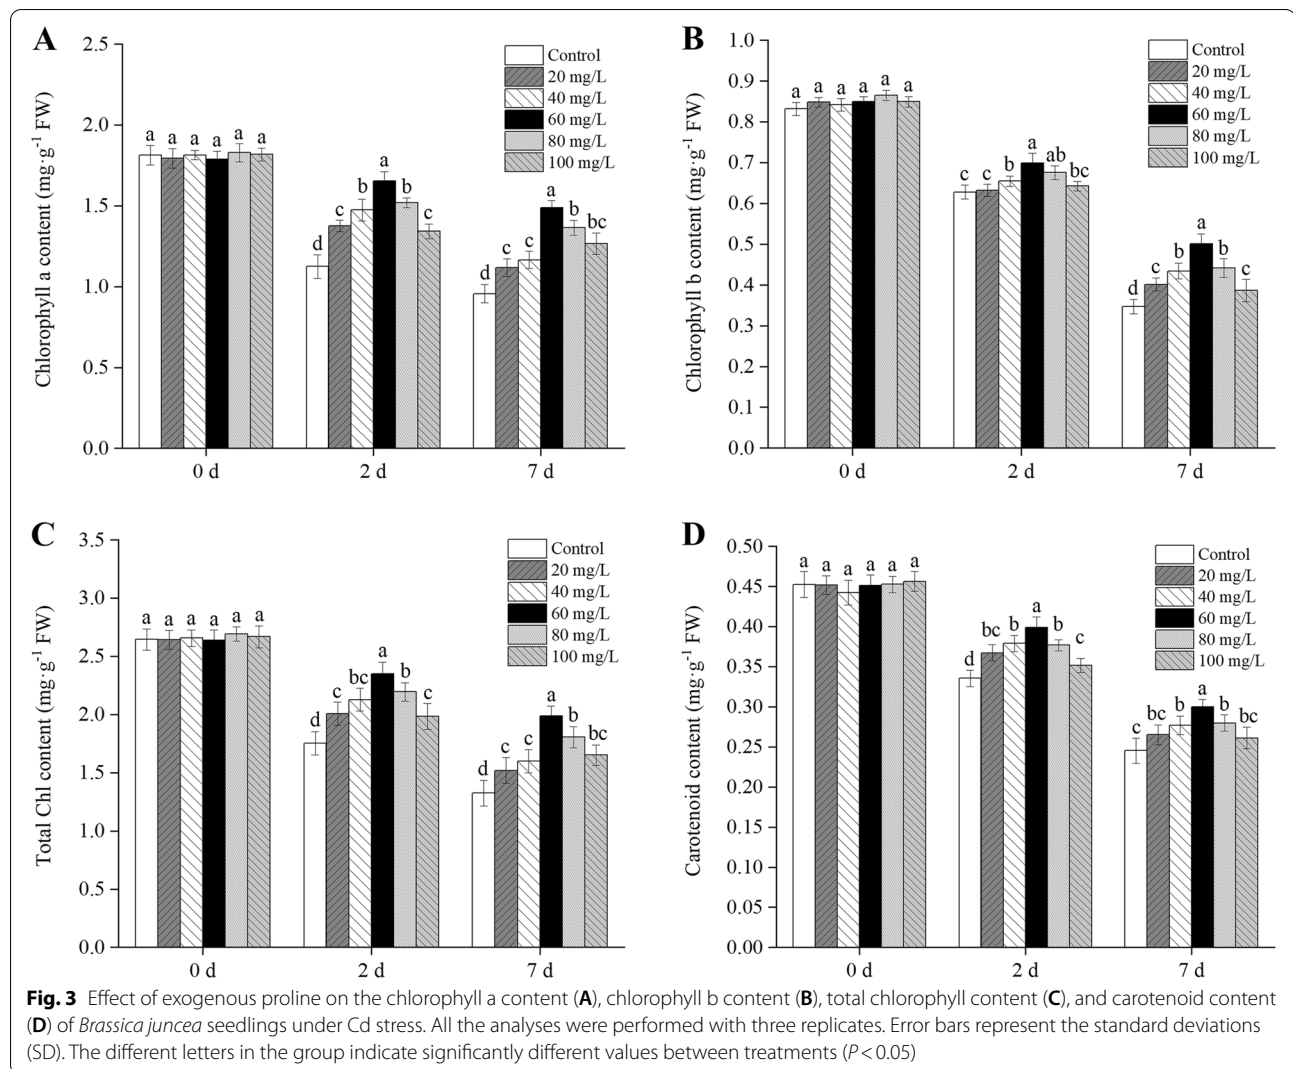 A
Chlorophyll a content (mg·g-1 FW)
2.5
2.0
1.5
1.0
0.5
0.0
Control
20 mg/L
40 mg/L
60 mg/L
80 mg/L
100 mg/L
a a a a a a
d c b a b c
d c c a b bc
0 d 2 d 7 d
B
Chlorophyll b content (mg·g-1 FW)
1.0
0.9
0.8
0.7
0.6
0.5
0.4
0.3
0.2
0.1
0.0
Control
20 mg/L
40 mg/L
60 mg/L
80 mg/L
100 mg/L
a a a a a a
c c b a ab bc
d c b a b c
0 d 2 d 7 d
C
Total Chl content (mg·g-1 FW)
3.5
3.0
2.5
2.0
1.5
1.0
0.5
0.0
Control
20 mg/L
40 mg/L
60 mg/L
80 mg/L
100 mg/L
a a a a a a
d c bc a b c
d c c a b c
0 d 2 d 7 d
D
Carotenoid content (mg·g-1 FW)
0.50
0.45
0.40
0.35
0.30
0.25
0.20
0.15
0.10
0.05
0.00
Control
20 mg/L
40 mg/L
60 mg/L
80 mg/L
100 mg/L
a a a a a a
d bc b a b c
c bc b a b bc
0 d 2 d 7 d
Fig. 3 Effect of exogenous proline on the chlorophyll a content (A), chlorophyll b content (B), total chlorophyll content (C), and carotenoid content
(D) of Brassica juncea seedlings under Cd stress. All the analyses were performed with three replicates. Error bars represent the standard deviations
(SD). The different letters in the group indicate significantly different values between treatments (P < 0.05)